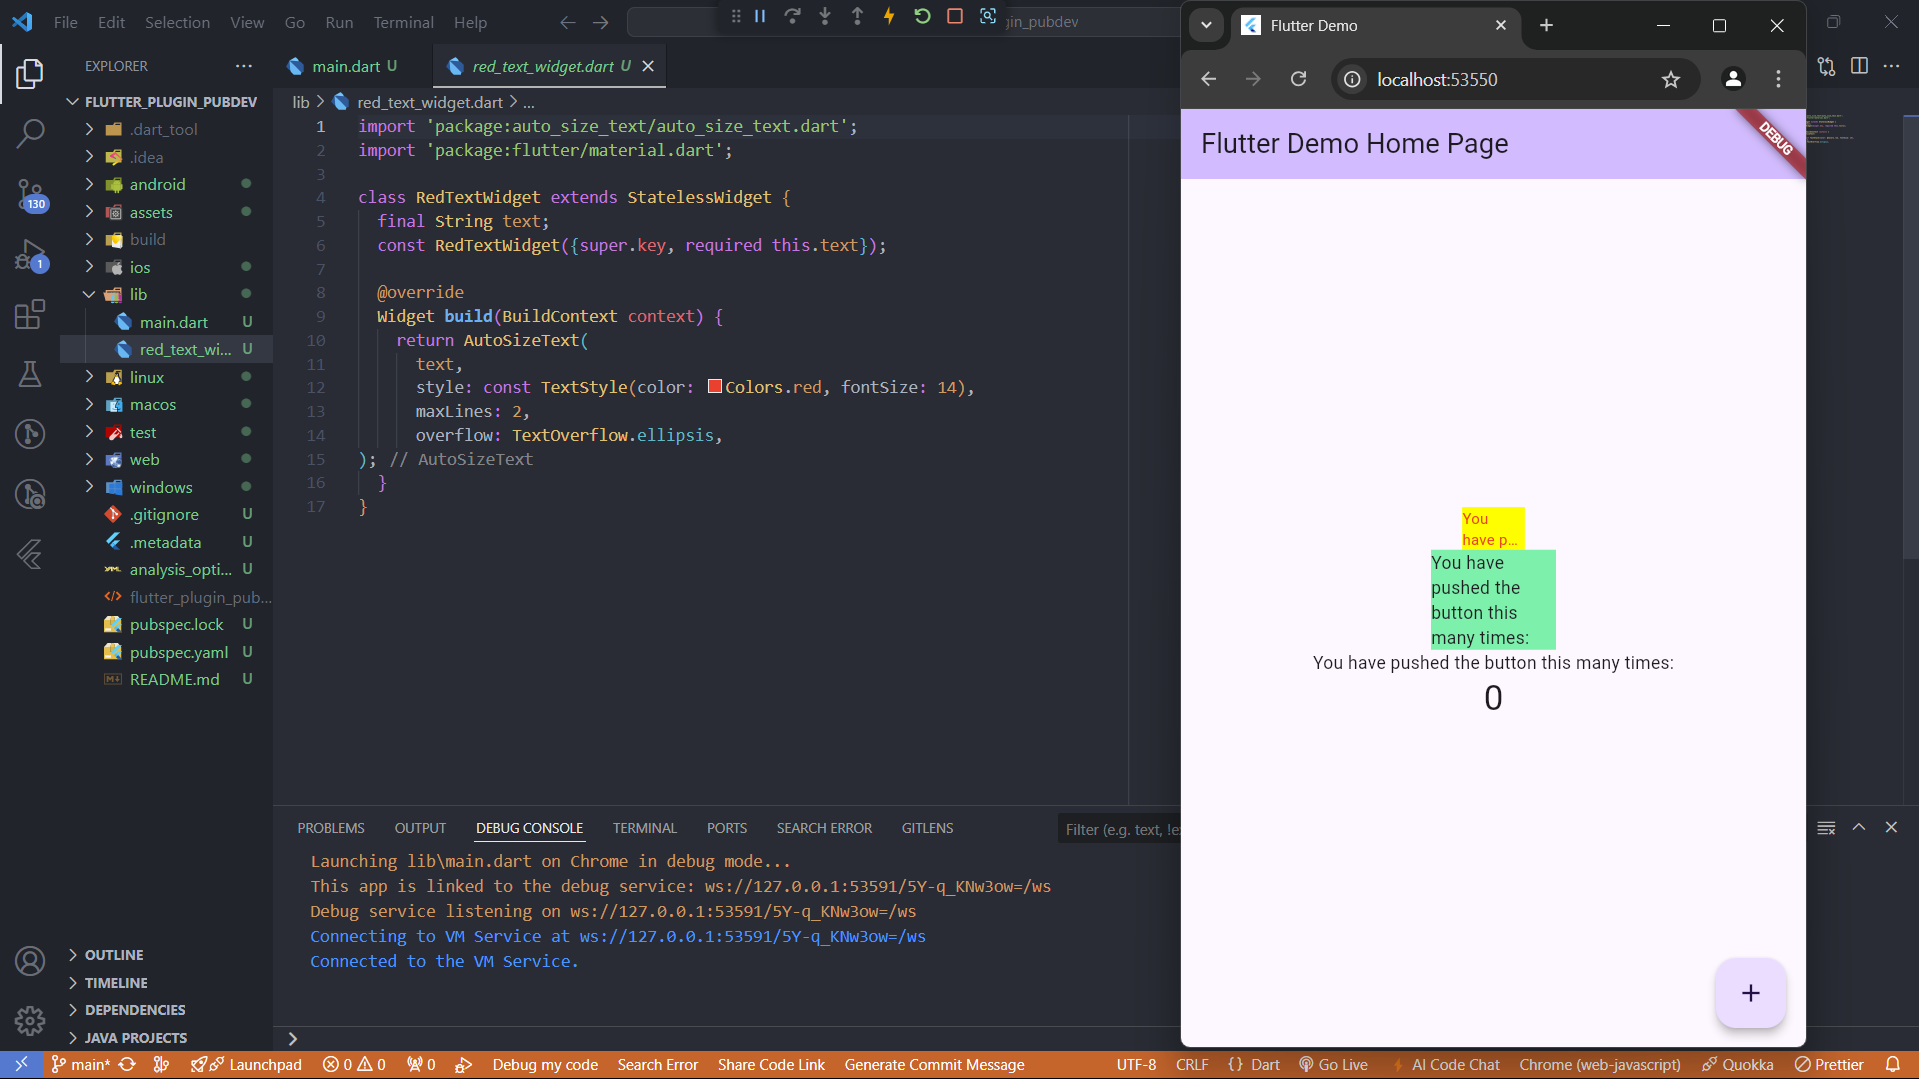 File Edit Selection View Go Run Terminal Help
gin_pubdev
EXPLORER
FLUTTER_PLUGIN_PUBDEV
.dart_tool
.idea
android
assets
build
ios
lib
main.dart U
red_text_wi... U
linux
macos
test
web
windows
.gitignore U
.metadata U
analysis_opti... U
flutter_plugin_pub...
pubspec.lock U
pubspec.yaml U
README.md U
OUTLINE
TIMELINE
DEPENDENCIES
JAVA PROJECTS
130
1
main.dart U
red_text_widget.dart U
lib > red_text_widget.dart > ...
1 import 'package:auto_size_text/auto_size_text.dart';
2 import 'package:flutter/material.dart';
3
4 class RedTextWidget extends StatelessWidget {
5 final String text;
6 const RedTextWidget({super.key, required this.text});
7
8 @override
9 Widget build(BuildContext context) {
10 return AutoSizeText(
11 text,
12 style: const TextStyle(color: Colors.red, fontSize: 14),
13 maxLines: 2,
14 overflow: TextOverflow.ellipsis,
15 ); // AutoSizeText
16 }
17 }
PROBLEMS OUTPUT DEBUG CONSOLE TERMINAL PORTS SEARCH ERROR GITLENS
Filter (e.g. text, !ex
Launching lib\main.dart on Chrome in debug mode...
This app is linked to the debug service: ws://127.0.0.1:53591/5Y-q_KNw3ow=/ws
Debug service listening on ws://127.0.0.1:53591/5Y-q_KNw3ow=/ws
Connecting to VM Service at ws://127.0.0.1:53591/5Y-q_KNw3ow=/ws
Connected to the VM Service.
Flutter Demo
localhost:53550
Flutter Demo Home Page
DEBUG
You
have p...
You have
pushed the
button this
many times:
You have pushed the button this many times:
0
main* Launchpad 0 0 0 Debug my code Search Error Share Code Link Generate Commit Message UTF-8 CRLF {} Dart Go Live AI Code Chat Chrome (web-javascript) Quokka Prettier